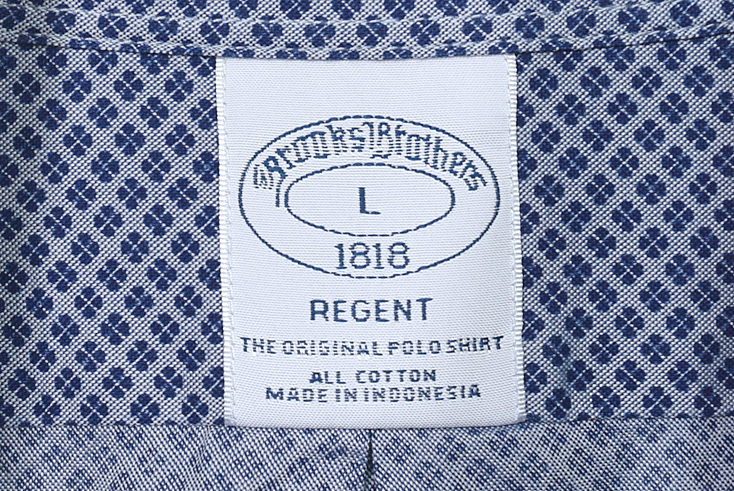 Brooks Brothers
L
1818
REGENT
THE ORIGINAL POLO SHIRT
ALL COTTON
MADE IN INDONESIA